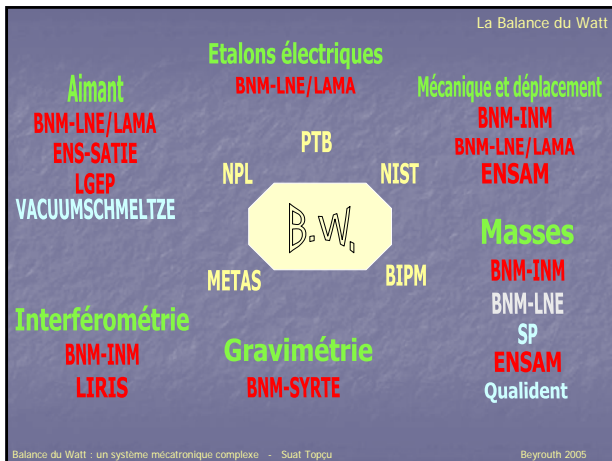 La Balance du Watt
Etalons électriques
BNM-LNE/LAMA
Aimant
BNM-LNE/LAMA
ENS-SATIE
LGEP
VACUUMSCHMELTZE
Mécanique et déplacement
BNM-INM
BNM-LNE/LAMA
ENSAM
PTB
NPL
NIST
B.W.
METAS
BIPM
Masses
BNM-INM
BNM-LNE
SP
ENSAM
Qualident
Interférométrie
BNM-INM
LIRIS
Gravimétrie
BNM-SYRTE
Balance du Watt : un système mécatronique complexe - Suat Topçu
Beyrouth 2005